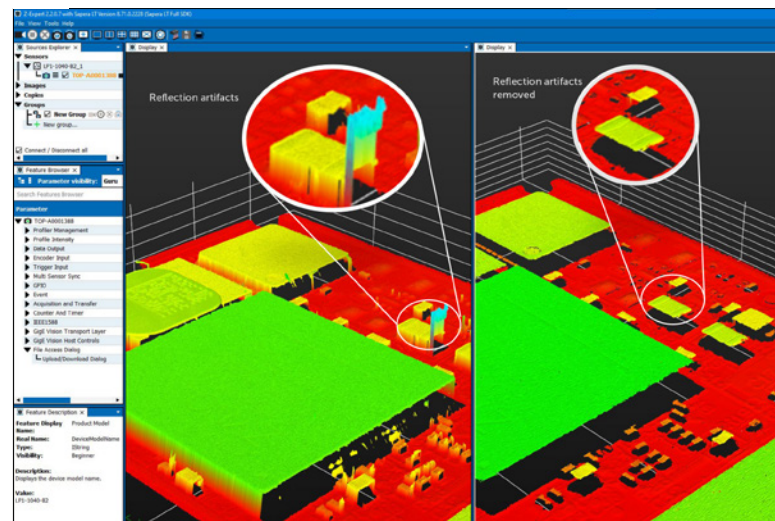 Z-Expert 2.2.0.7 with Sapera LT Version 8.71.0.2220 (Sapera LT Full SDK)
File View Tools Help
Sources Explorer
Sensors
LP1-1040-B2_1
TOP-A0001388
Images
Copies
Groups
New Group
New group...
Connect / Disconnect all
Feature Browser
Parameter visibility: Guru
Search Features Browser
Parameter
TOP-A0001388
Profiler Management
Profile Intensity
Data Output
Encoder Input
Trigger Input
Multi Sensor Sync
GPIO
Event
Acquisition and Transfer
Counter And Timer
IEEE1588
GigE Vision Transport Layer
GigE Vision Host Controls
File Access Dialog
Upload/Download Dialog
Feature Description
Feature Display Name: Product Model
Real Name: DeviceModelName
Type: IString
Visibility: Beginner
Description:
Displays the device model name.
Value:
LP1-1040-B2
Display
Reflection artifacts
Display
Reflection artifacts
removed